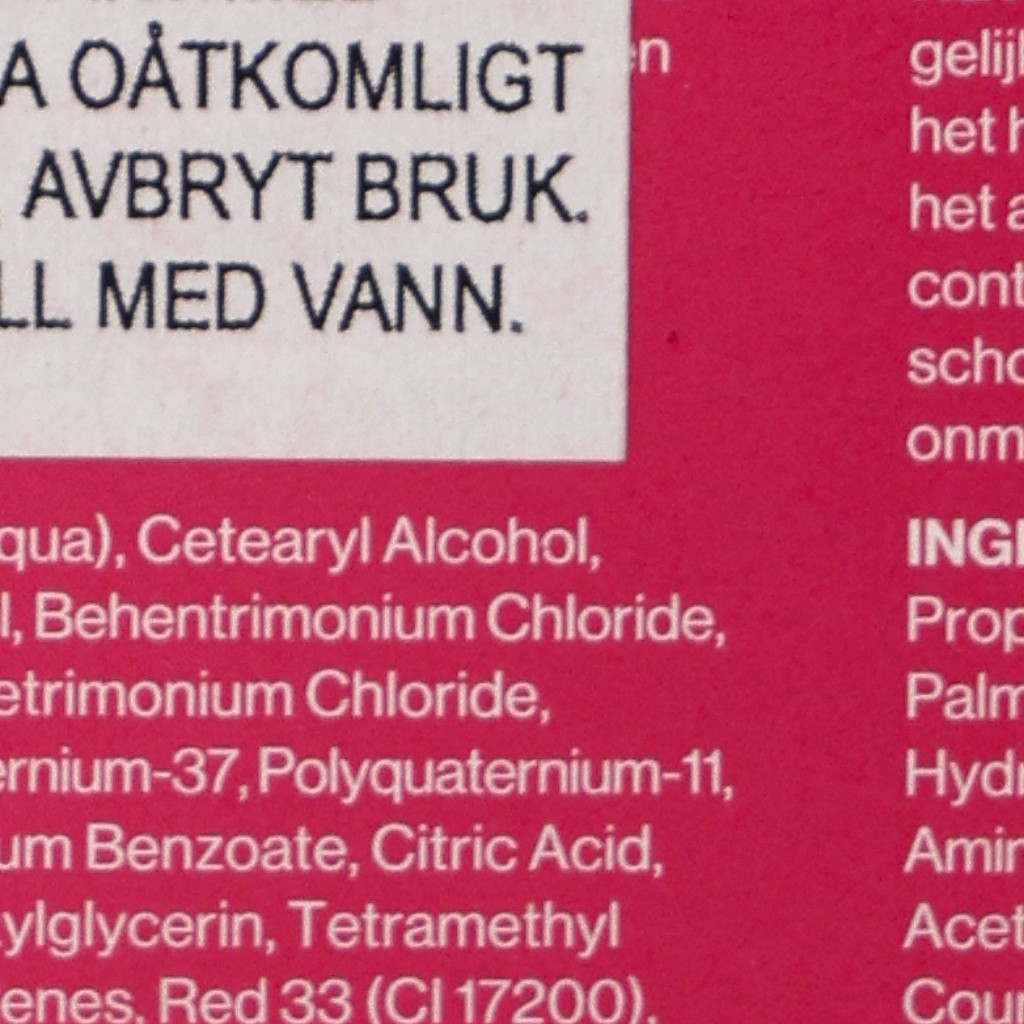 A OÅTKOMLIGT
AVBRYT BRUK.
LL MED VANN.
en
qua), Cetearyl Alcohol,
l, Behentrimonium Chloride,
etrimonium Chloride,
ernium-37, Polyquaternium-11,
um Benzoate, Citric Acid,
ylglycerin, Tetramethyl
enes, Red 33 (CI 17200),
gelij
het h
het a
cont
scho
onm
INGI
Prop
Palm
Hydr
Amin
Acet
Cour